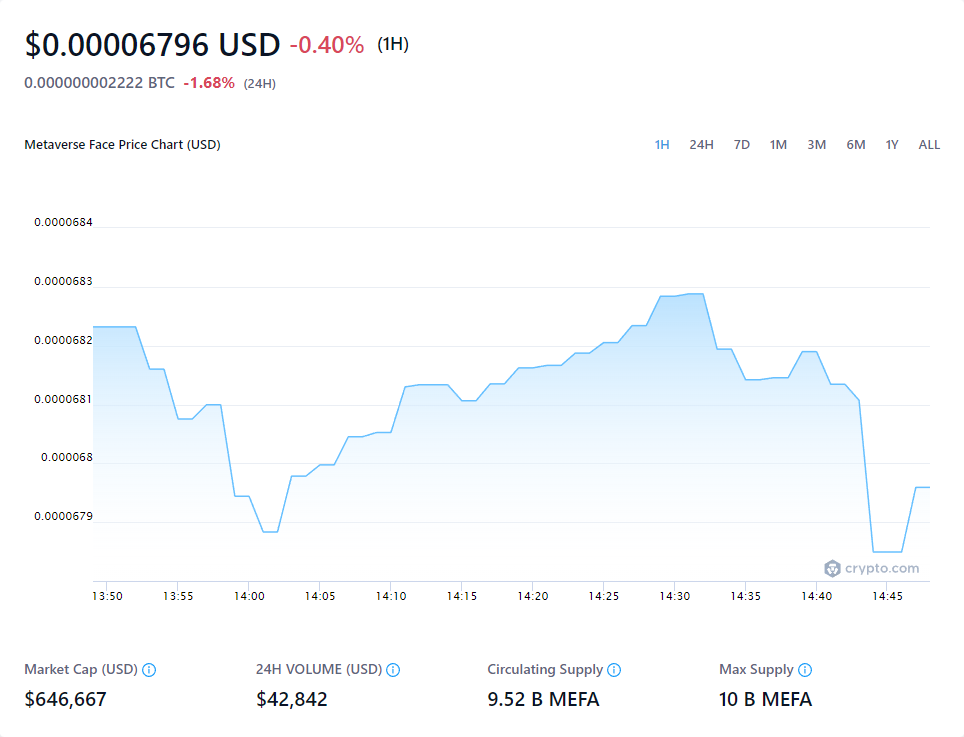 $0.00006796 USD -0.40% (1H)
0.000000002222 BTC -1.68% (24H)
Metaverse Face Price Chart (USD)
1H 24H 7D 1M 3M 6M 1Y ALL
0.0000684
0.0000683
0.0000682
0.0000681
0.000068
0.0000679
crypto.com
13:50 13:55 14:00 14:05 14:10 14:15 14:20 14:25 14:30 14:35 14:40 14:45
Market Cap (USD) 24H VOLUME (USD) Circulating Supply Max Supply
$646,667 $42,842 9.52 B MEFA 10 B MEFA